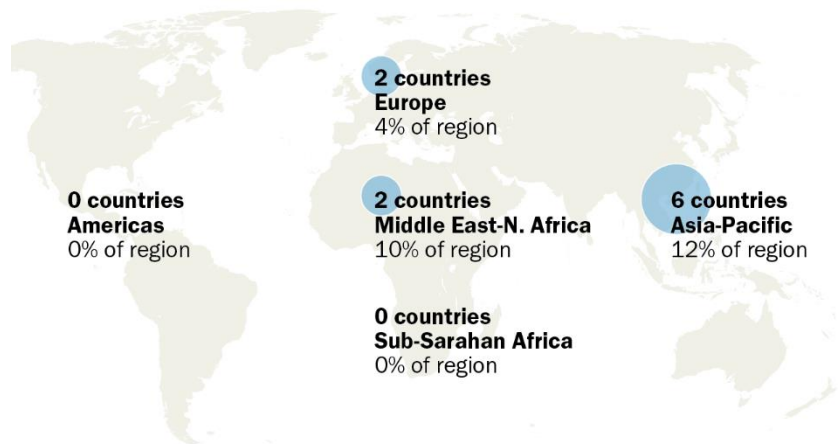 2 countries
Europe
4% of region
0 countries
Americas
0% of region
2 countries
Middle East-N. Africa
10% of region
6 countries
Asia-Pacific
12% of region
0 countries
Sub-Sarahan Africa
0% of region